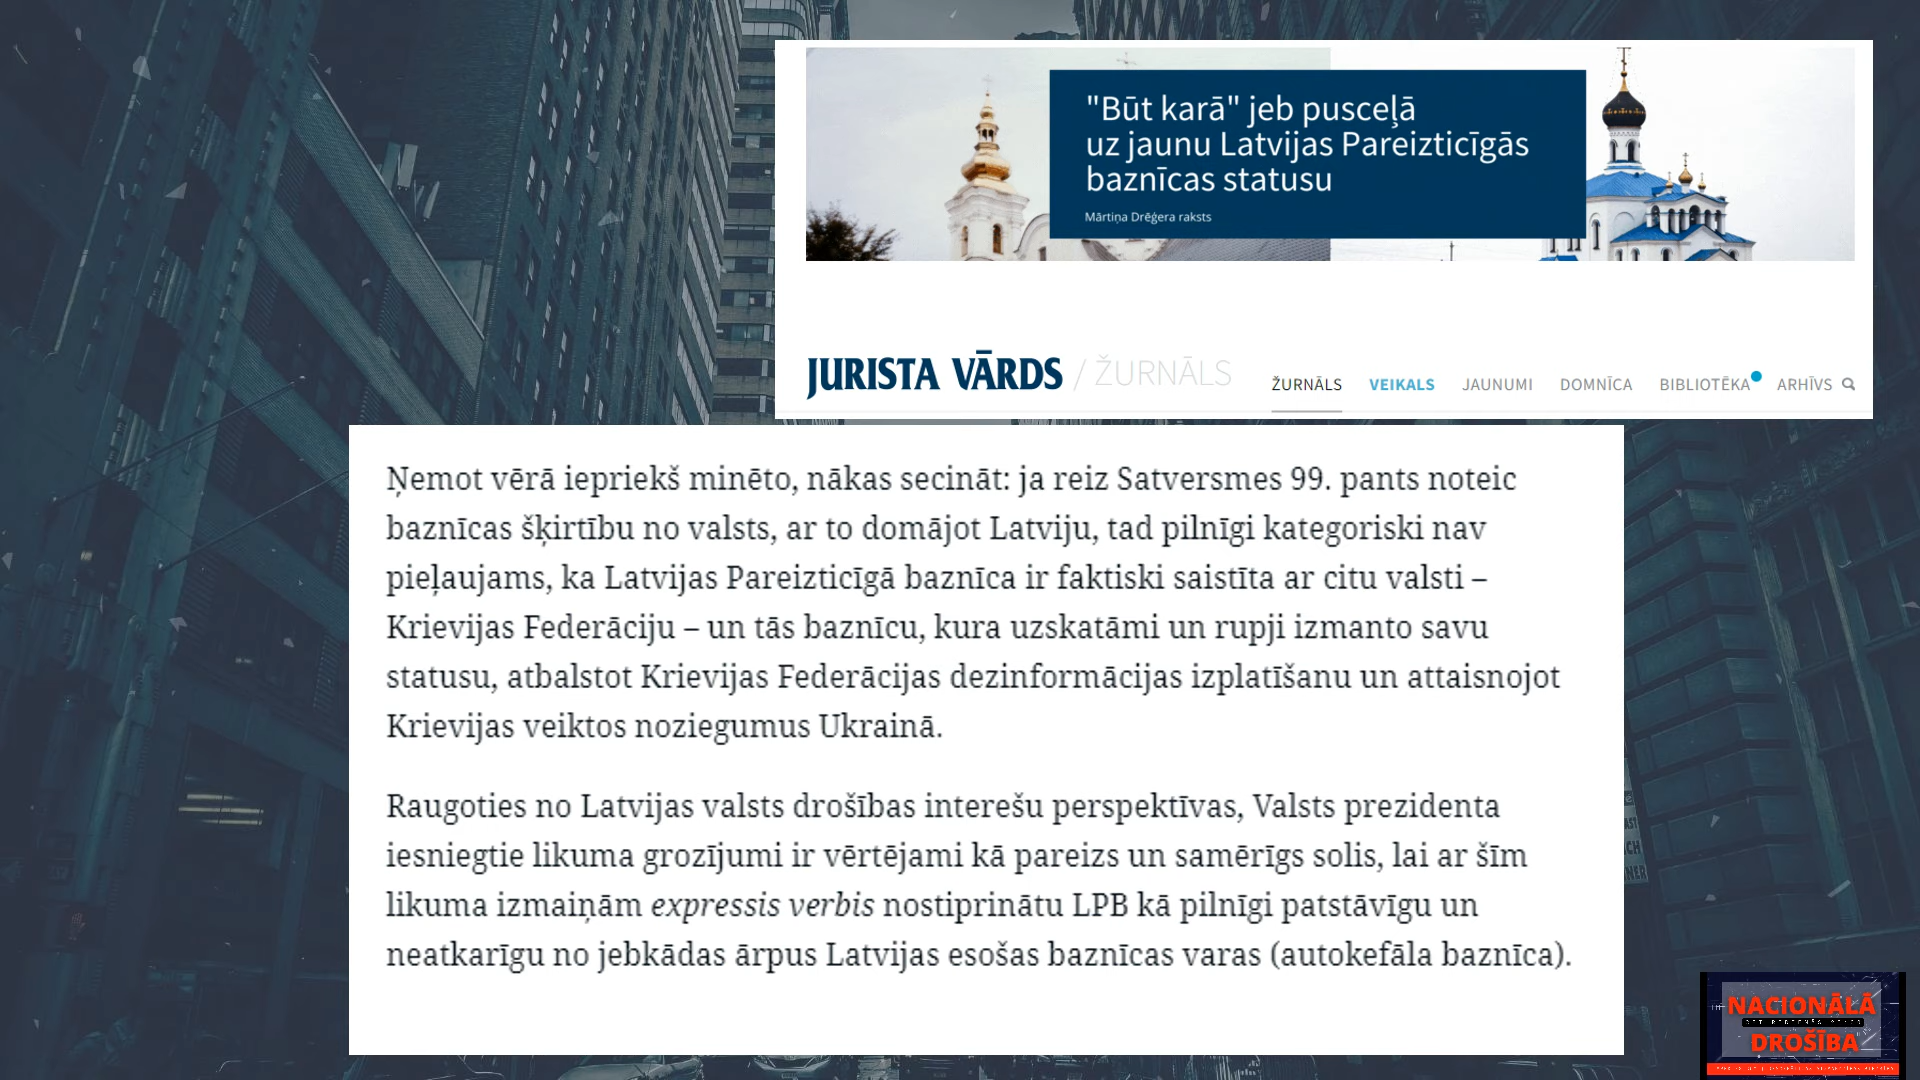 "Būt karā" jeb pusceļā
uz jaunu Latvijas Pareizticīgās
baznīcas statusu
Mārtiņa Drēģera raksts
JURISTA VĀRDS / ŽURNĀLS
ŽURNĀLS VEIKALS JAUNUMI DOMNĪCA BIBLIOTĒKA ARHĪVS
Ņemot vērā iepriekš minēto, nākas secināt: ja reiz Satversmes 99. pants noteic
baznīcas šķirtību no valsts, ar to domājot Latviju, tad pilnīgi kategoriski nav
pieļaujams, ka Latvijas Pareizticīgā baznīca ir faktiski saistīta ar citu valsti –
Krievijas Federāciju – un tās baznīcu, kura uzskatāmi un rupji izmanto savu
statusu, atbalstot Krievijas Federācijas dezinformācijas izplatīšanu un attaisnojot
Krievijas veiktos noziegumus Ukrainā.
Raugoties no Latvijas valsts drošības interešu perspektīvas, Valsts prezidenta
iesniegtie likuma grozījumi ir vērtējami kā pareizs un samērīgs solis, lai ar šīm
likuma izmaiņām expressis verbis nostiprinātu LPB kā pilnīgi patstāvīgu un
neatkarīgu no jebkādas ārpus Latvijas esošas baznīcas varas (autokefāla baznīca).
NACIONĀLĀ
DROŠĪBA